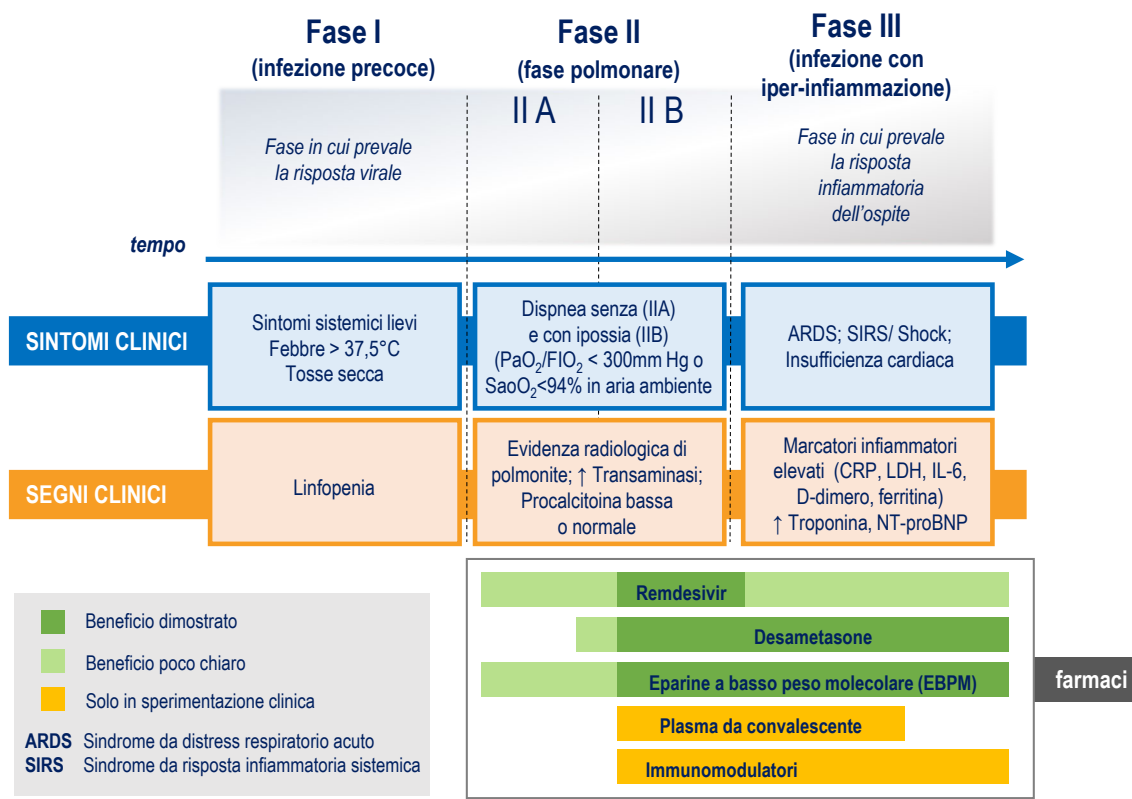 Fase I
(infezione precoce)
Fase II
(fase polmonare)
Fase III
(infezione con
iper-infiammazione)
II A
II B
Fase in cui prevale
la risposta virale
Fase in cui prevale
la risposta
infiammatoria
dell'ospite
tempo
SINTOMI CLINICI
Sintomi sistemici lievi
Febbre > 37,5°C
Tosse secca
Dispnea senza (IIA)
e con ipossia (IIB)
(PaO₂/FIO₂ < 300mm Hg o
SaoO₂<94% in aria ambiente
ARDS; SIRS/ Shock;
Insufficienza cardiaca
SEGNI CLINICI
Linfopenia
Evidenza radiologica di
polmonite; ↑ Transaminasi;
Procalcitoina bassa
o normale
Marcatori infiammatori
elevati (CRP, LDH, IL-6,
D-dimero, ferritina)
↑ Troponina, NT-proBNP
Beneficio dimostrato
Beneficio poco chiaro
Solo in sperimentazione clinica
ARDS Sindrome da distress respiratorio acuto
SIRS Sindrome da risposta infiammatoria sistemica
Remdesivir
Desametasone
Eparine a basso peso molecolare (EBPM)
Plasma da convalescente
Immunomodulatori
farmaci